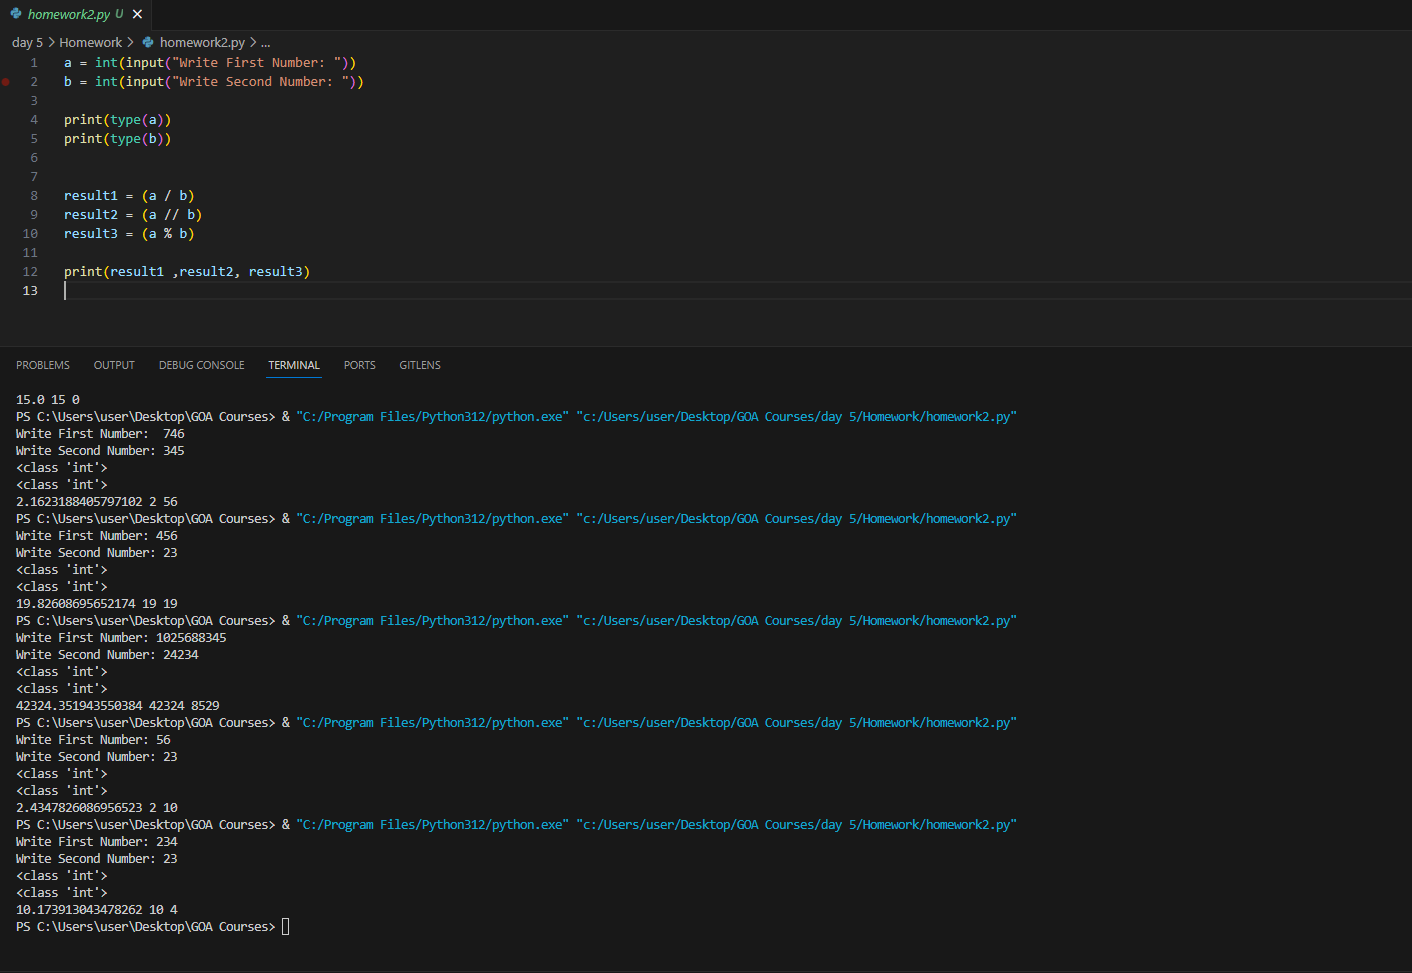 homework2.py U
day 5 > Homework > homework2.py > ...
1 a = int(input("Write First Number: "))
2 b = int(input("Write Second Number: "))
3
4 print(type(a))
5 print(type(b))
6
7
8 result1 = (a / b)
9 result2 = (a // b)
10 result3 = (a % b)
11
12 print(result1 ,result2, result3)
13
PROBLEMS OUTPUT DEBUG CONSOLE TERMINAL PORTS GITLENS
15.0 15 0
PS C:\Users\user\Desktop\GOA Courses> & "C:/Program Files/Python312/python.exe" "c:/Users/user/Desktop/GOA Courses/day 5/Homework/homework2.py"
Write First Number:  746
Write Second Number: 345
<class 'int'>
<class 'int'>
2.1623188405797102 2 56
PS C:\Users\user\Desktop\GOA Courses> & "C:/Program Files/Python312/python.exe" "c:/Users/user/Desktop/GOA Courses/day 5/Homework/homework2.py"
Write First Number: 456
Write Second Number: 23
<class 'int'>
<class 'int'>
19.82608695652174 19 19
PS C:\Users\user\Desktop\GOA Courses> & "C:/Program Files/Python312/python.exe" "c:/Users/user/Desktop/GOA Courses/day 5/Homework/homework2.py"
Write First Number: 1025688345
Write Second Number: 24234
<class 'int'>
<class 'int'>
42324.351943550384 42324 8529
PS C:\Users\user\Desktop\GOA Courses> & "C:/Program Files/Python312/python.exe" "c:/Users/user/Desktop/GOA Courses/day 5/Homework/homework2.py"
Write First Number: 56
Write Second Number: 23
<class 'int'>
<class 'int'>
2.4347826086956523 2 10
PS C:\Users\user\Desktop\GOA Courses> & "C:/Program Files/Python312/python.exe" "c:/Users/user/Desktop/GOA Courses/day 5/Homework/homework2.py"
Write First Number: 234
Write Second Number: 23
<class 'int'>
<class 'int'>
10.173913043478262 10 4
PS C:\Users\user\Desktop\GOA Courses>